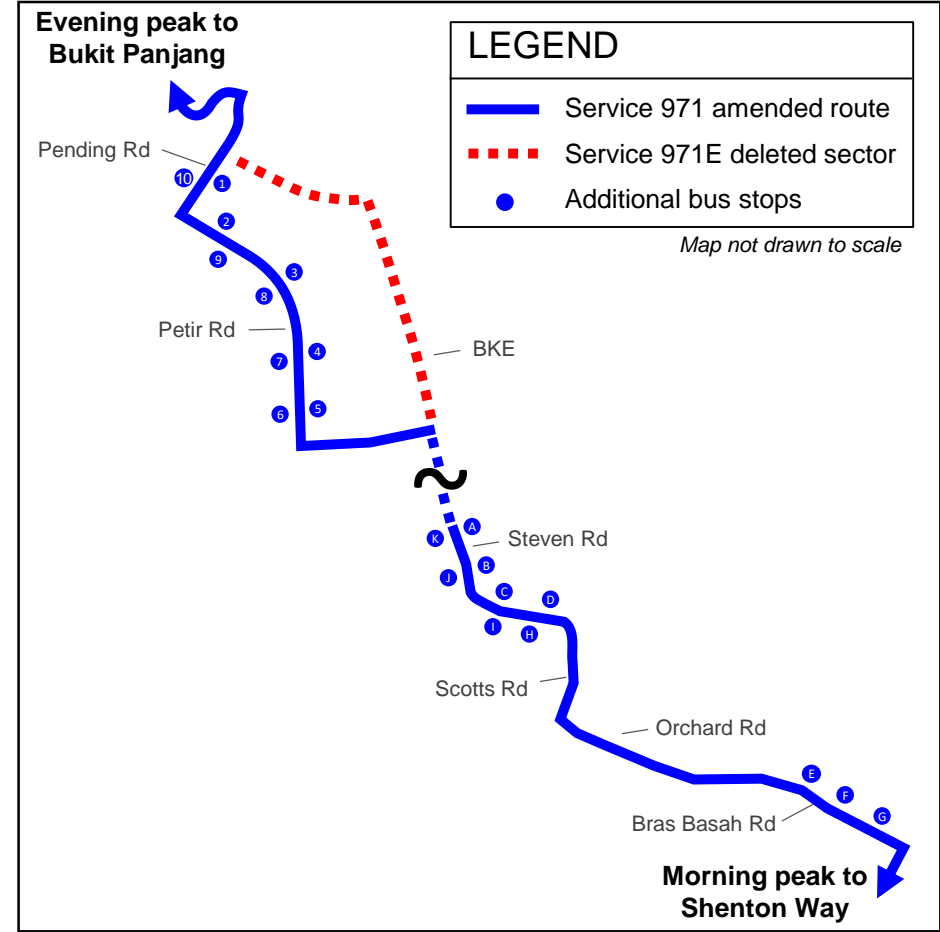 Evening peak to
Bukit Panjang
LEGEND
Service 971 amended route
Service 971E deleted sector
Additional bus stops
Map not drawn to scale
Pending Rd
10
1
2
9
3
8
Petir Rd
4
7
BKE
5
6
A
K
Steven Rd
B
J
C
D
I
H
Scotts Rd
Orchard Rd
E
F
G
Bras Basah Rd
Morning peak to
Shenton Way